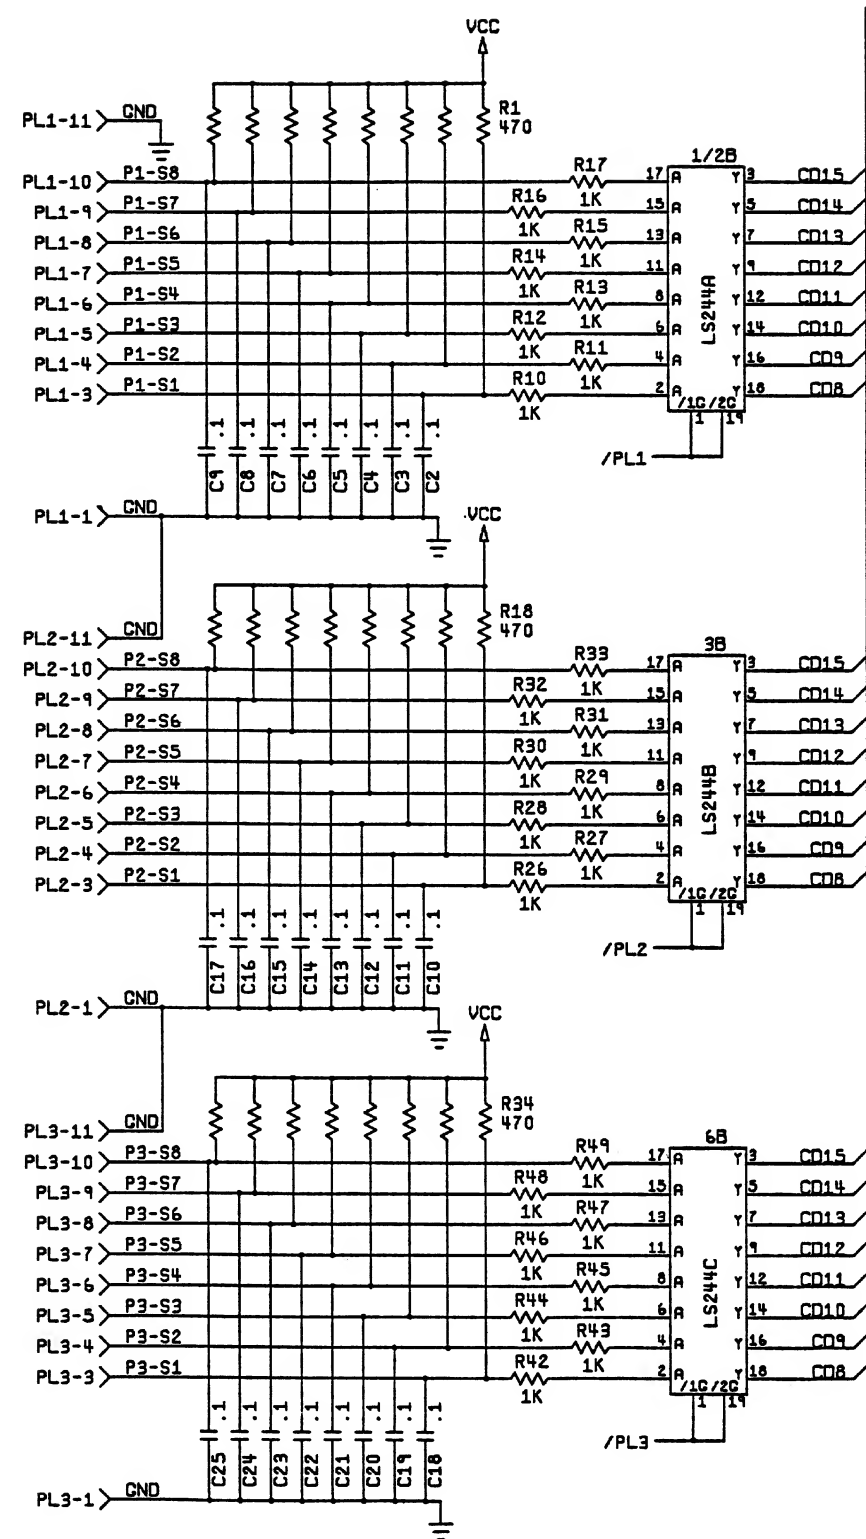 VCC
PL1-11 GND
R1
470
1/2B
PL1-10 P1-S8 R17 1K 17 A Y 3 CD15
PL1-9 P1-S7 R16 1K 15 A Y 5 CD14
PL1-8 P1-S6 R15 1K 13 A Y 7 CD13
PL1-7 P1-S5 R14 1K 11 A Y 9 CD12
PL1-6 P1-S4 R13 1K 8 A Y 12 CD11
PL1-5 P1-S3 R12 1K 6 A Y 14 CD10
PL1-4 P1-S2 R11 1K 4 A Y 16 CD9
PL1-3 P1-S1 R10 1K 2 A Y 18 CD8
LS244A
/1G /2G
1 19
/PL1
.1 .1 .1 .1 .1 .1 .1 .1
C9 C8 C7 C6 C5 C4 C3 C2
PL1-1 GND
VCC
R18
470
PL2-11 GND
3B
PL2-10 P2-S8 R33 1K 17 A Y 3 CD15
PL2-9 P2-S7 R32 1K 15 A Y 5 CD14
PL2-8 P2-S6 R31 1K 13 A Y 7 CD13
PL2-7 P2-S5 R30 1K 11 A Y 9 CD12
PL2-6 P2-S4 R29 1K 8 A Y 12 CD11
PL2-5 P2-S3 R28 1K 6 A Y 14 CD10
PL2-4 P2-S2 R27 1K 4 A Y 16 CD9
PL2-3 P2-S1 R26 1K 2 A Y 18 CD8
LS244B
/1G /2G
1 19
/PL2
.1 .1 .1 .1 .1 .1 .1 .1
C17 C16 C15 C14 C13 C12 C11 C10
PL2-1 GND
VCC
R34
470
PL3-11 GND
6B
PL3-10 P3-S8 R49 1K 17 A Y 3 CD15
PL3-9 P3-S7 R48 1K 15 A Y 5 CD14
PL3-8 P3-S6 R47 1K 13 A Y 7 CD13
PL3-7 P3-S5 R46 1K 11 A Y 9 CD12
PL3-6 P3-S4 R45 1K 8 A Y 12 CD11
PL3-5 P3-S3 R44 1K 6 A Y 14 CD10
PL3-4 P3-S2 R43 1K 4 A Y 16 CD9
PL3-3 P3-S1 R42 1K 2 A Y 18 CD8
LS244C
/1G /2G
1 19
/PL3
.1 .1 .1 .1 .1 .1 .1 .1
C25 C24 C23 C22 C21 C20 C19 C18
PL3-1 GND